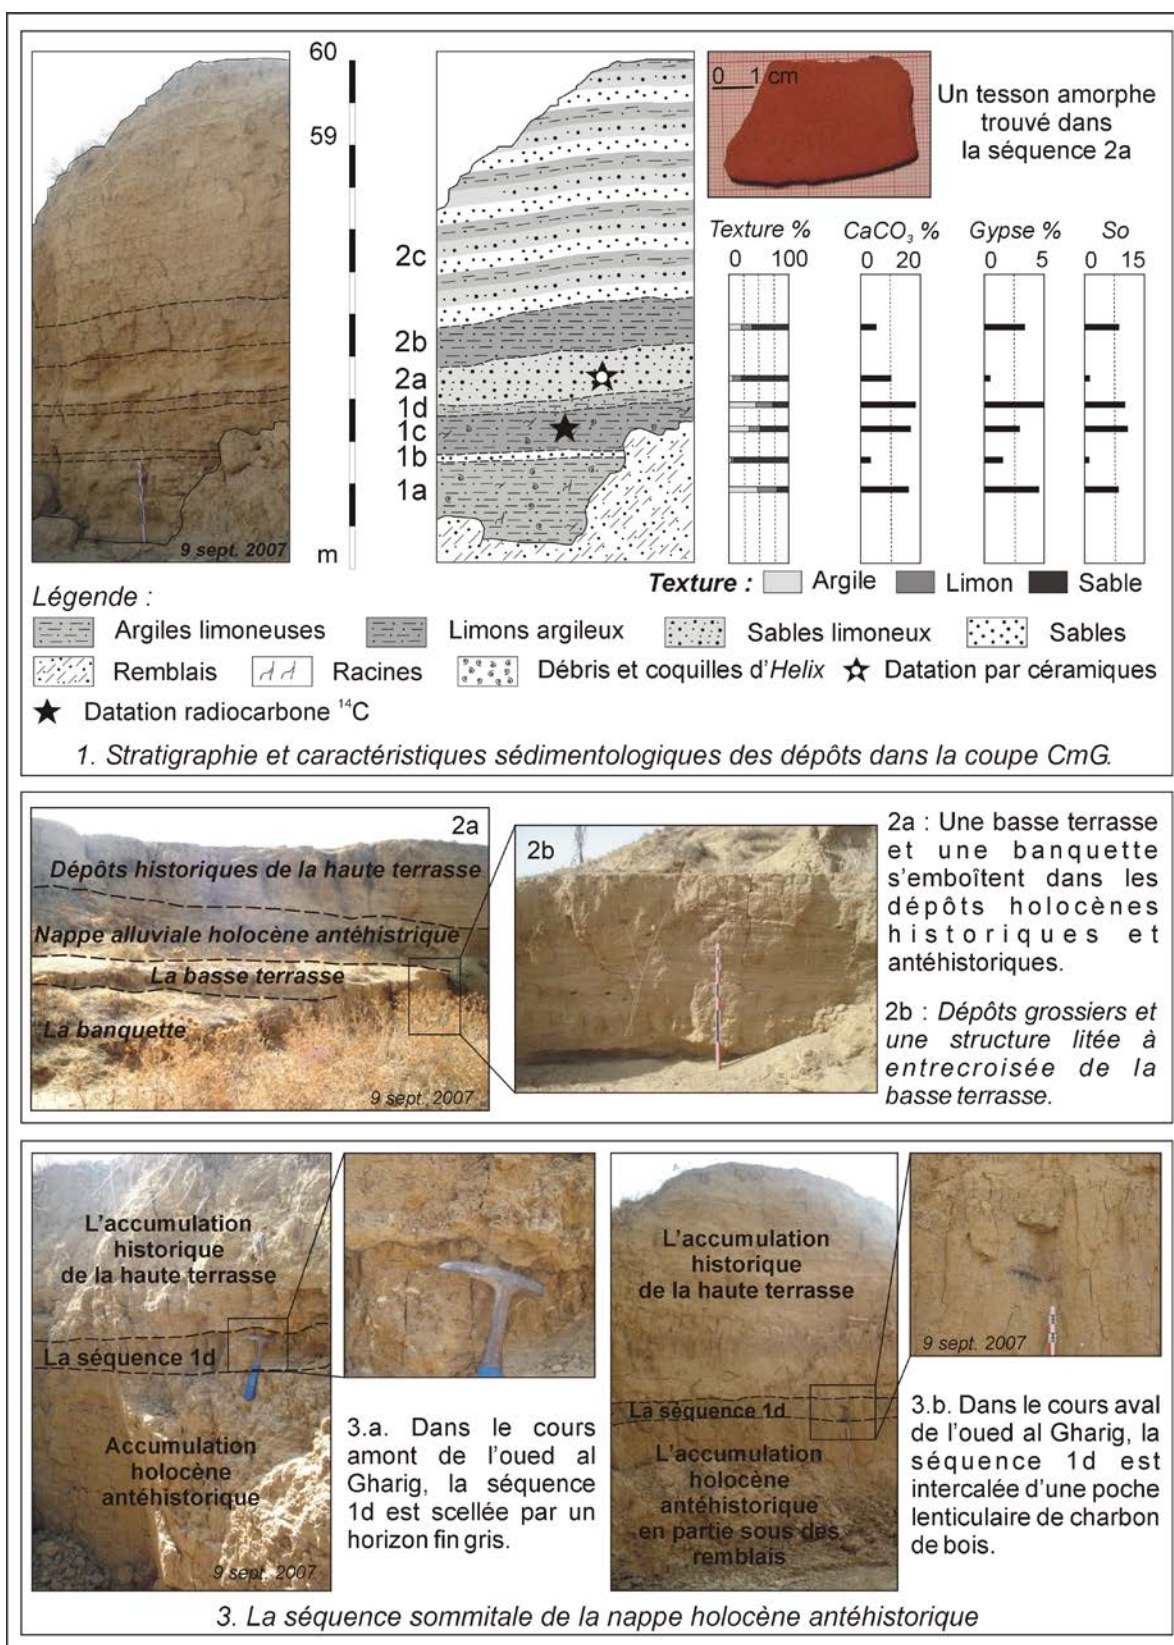 60
59
m
9 sept. 2007
2c
2b
2a
1d
1c
1b
1a
0 1 cm
Un tesson amorphe
trouvé dans
la séquence 2a
Texture % CaCO₃ % Gypse % So
0 100 0 20 0 5 0 15
Texture : Argile Limon Sable
Légende :
Argiles limoneuses Limons argileux Sables limoneux Sables
Remblais Racines Débris et coquilles d'Helix Datation par céramiques
Datation radiocarbone ¹⁴C
1. Stratigraphie et caractéristiques sédimentologiques des dépôts dans la coupe CmG.
2a
Dépôts historiques de la haute terrasse
Nappe alluviale holocène antéhistrique
La basse terrasse
La banquette
9 sept. 2007
2b
2a : Une basse terrasse
et une banquette
s'emboîtent dans les
dépôts holocènes
historiques et
antéhistoriques.
2b : Dépôts grossiers et
une structure litée à
entrecroisée de la
basse terrasse.
L'accumulation
historique
de la haute terrasse
La séquence 1d
Accumulation
holocène
antéhistorique
9 sept. 2007
3.a. Dans le cours
amont de l'oued al
Gharig, la séquence
1d est scellée par un
horizon fin gris.
L'accumulation
historique
de la haute terrasse
La séquence 1d
L'accumulation
holocène
antéhistorique
en partie sous des
remblais
9 sept. 2007
3.b. Dans le cours aval
de l'oued al Gharig, la
séquence 1d est
intercalée d'une poche
lenticulaire de charbon
de bois.
3. La séquence sommitale de la nappe holocène antéhistorique